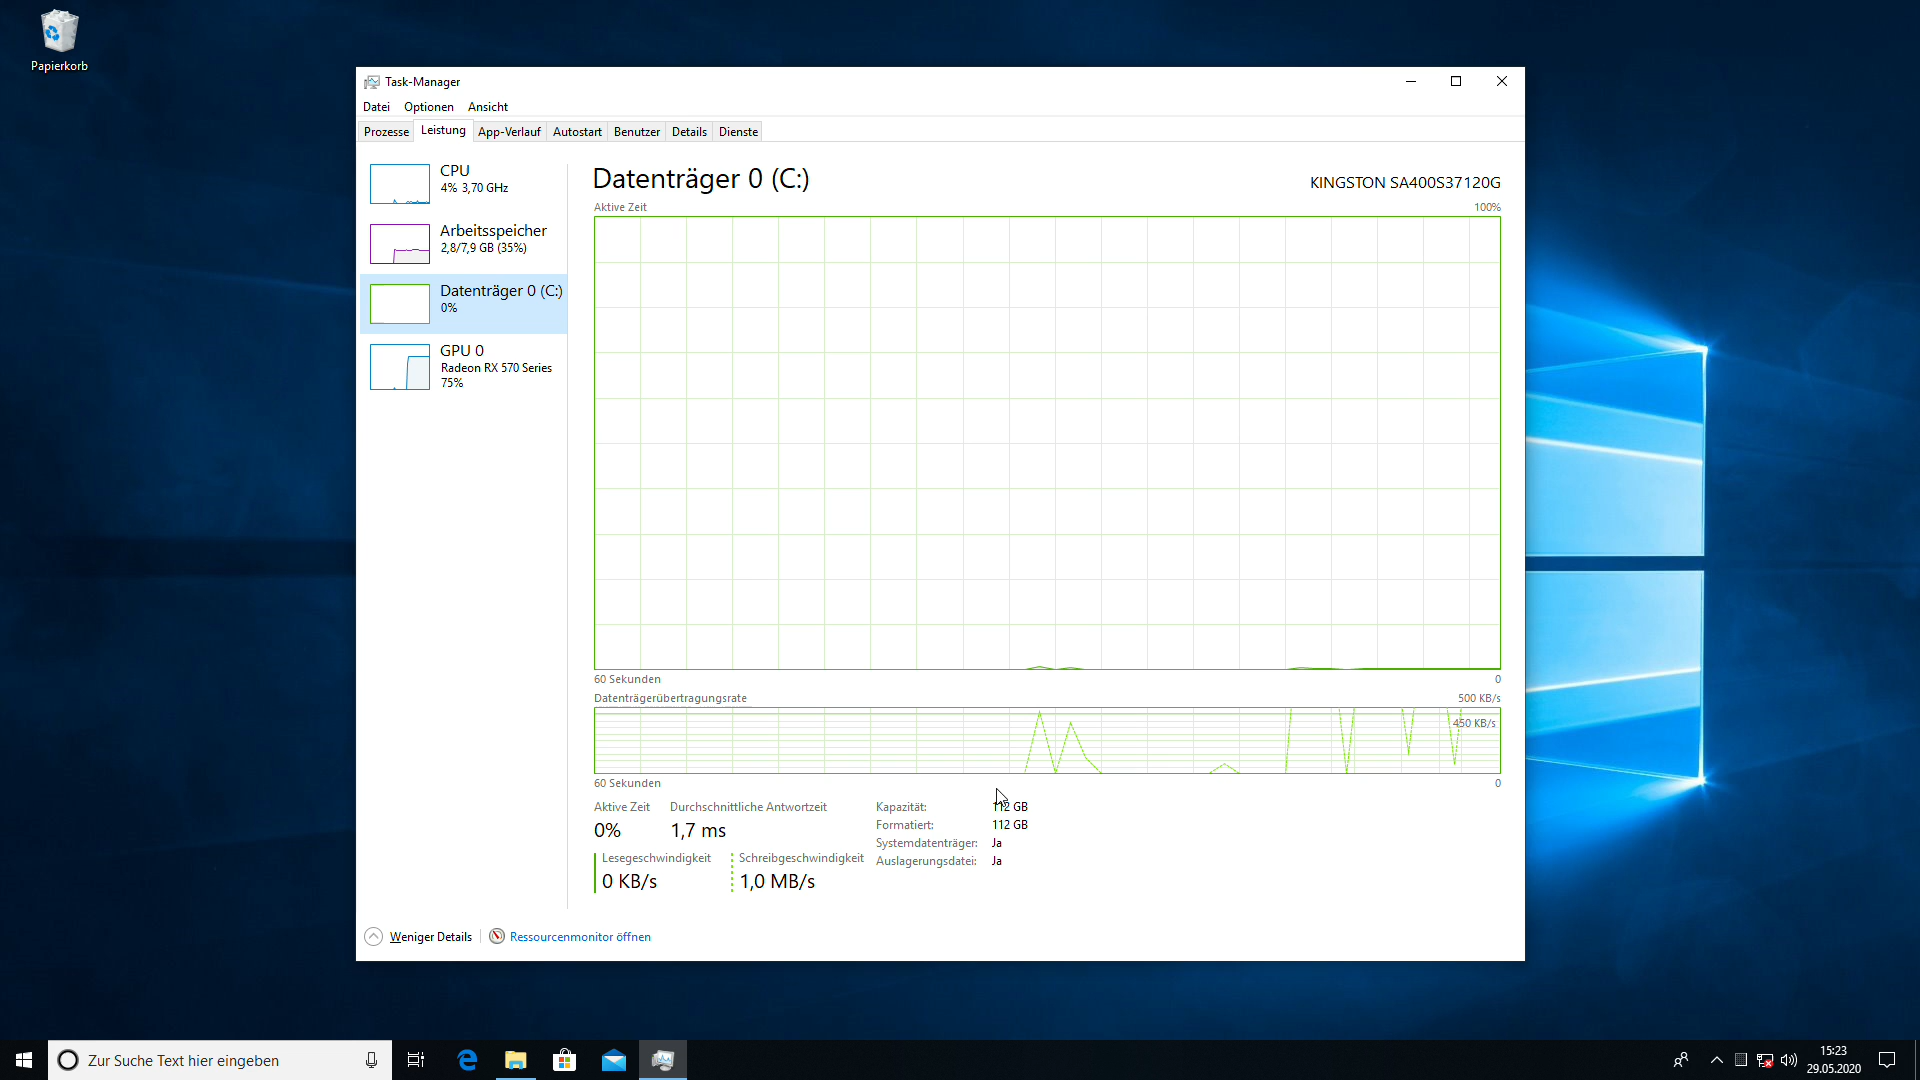 Papierkorb
Task-Manager
Datei Optionen Ansicht
Prozesse Leistung App-Verlauf Autostart Benutzer Details Dienste
CPU
4% 3,70 GHz
Arbeitsspeicher
2,8/7,9 GB (35%)
Datenträger 0 (C:)
0%
GPU 0
Radeon RX 570 Series
75%
Datenträger 0 (C:)
KINGSTON SA400S37120G
Aktive Zeit 100%
60 Sekunden 0
Datenträgerübertragungsrate 500 KB/s
450 KB/s
60 Sekunden 0
Aktive Zeit Durchschnittliche Antwortzeit
0% 1,7 ms
Lesegeschwindigkeit Schreibgeschwindigkeit
0 KB/s 1,0 MB/s
Kapazität: 112 GB
Formatiert: 112 GB
Systemdatenträger: Ja
Auslagerungsdatei: Ja
Weniger Details Ressourcenmonitor öffnen
Zur Suche Text hier eingeben
15:23
29.05.2020